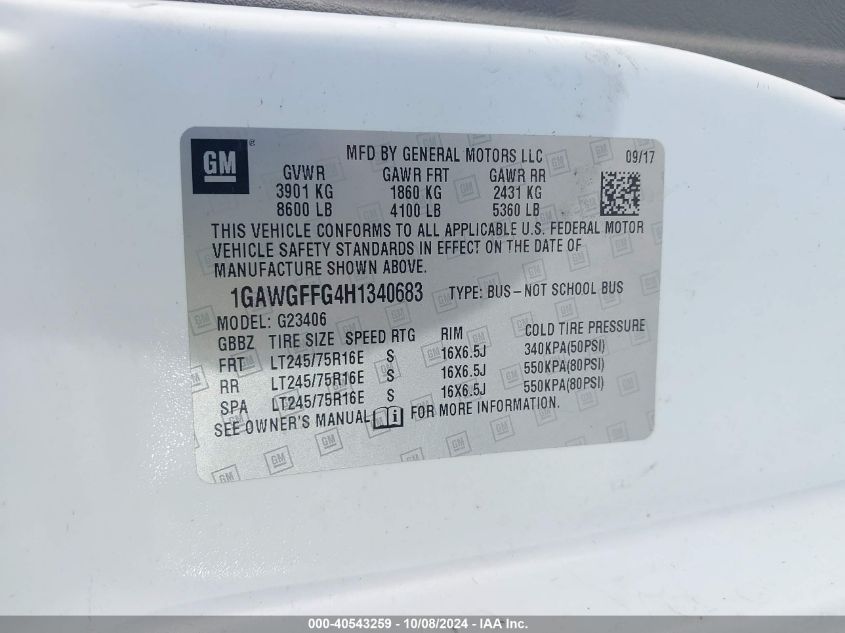 GM ®
MFD BY GENERAL MOTORS LLC 09/17
GVWR GAWR FRT GAWR RR
3901 KG 1860 KG 2431 KG
8600 LB 4100 LB 5360 LB
THIS VEHICLE CONFORMS TO ALL APPLICABLE U.S. FEDERAL MOTOR
VEHICLE SAFETY STANDARDS IN EFFECT ON THE DATE OF
MANUFACTURE SHOWN ABOVE.
1GAWGFFG4H1340683 TYPE: BUS-NOT SCHOOL BUS
MODEL: G23406
GBBZ TIRE SIZE SPEED RTG RIM COLD TIRE PRESSURE
FRT LT245/75R16E S 16X6.5J 340KPA(50PSI)
RR LT245/75R16E S 16X6.5J 550KPA(80PSI)
SPA LT245/75R16E S 16X6.5J 550KPA(80PSI)
SEE OWNER'S MANUAL i FOR MORE INFORMATION.
000-40543259 - 10/08/2024 - IAA Inc.